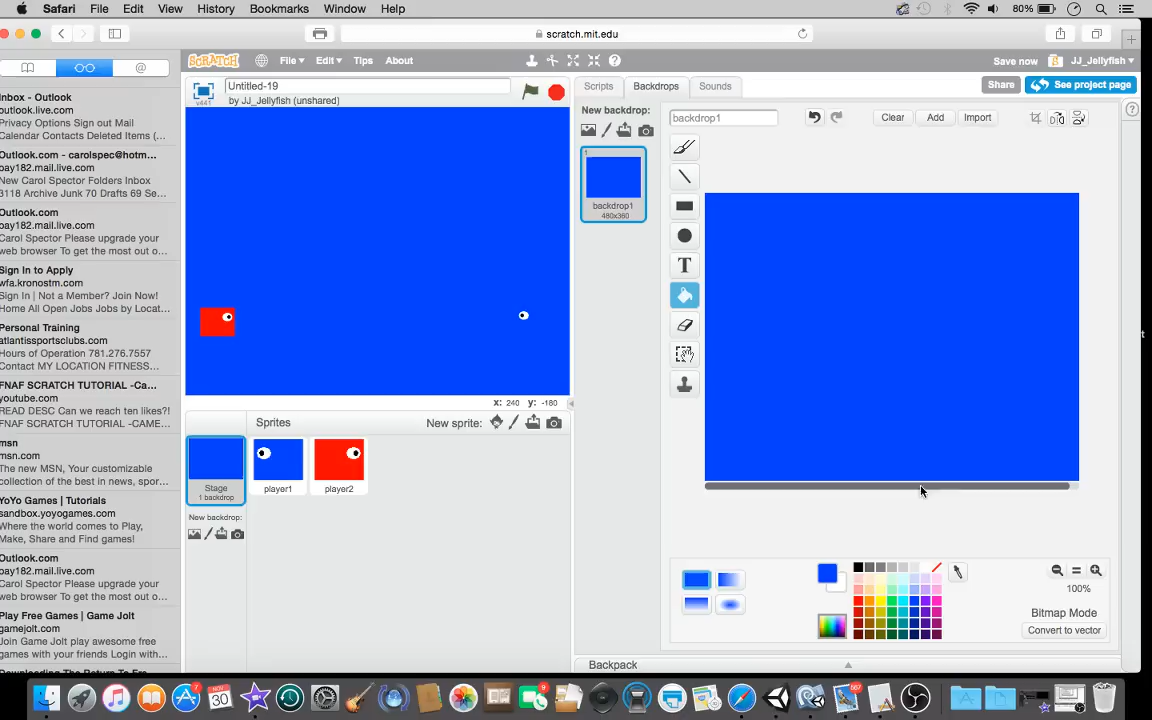 Safari File Edit View History Bookmarks Window Help 80%
scratch.mit.edu
SCRATCH File Edit Tips About Save now JJ_Jellyfish
Untitled-19
by JJ_Jellyfish (unshared)
v441
Scripts Backdrops Sounds
Share See project page
New backdrop:
backdrop1
Clear Add Import
1
backdrop1
480x360
T
x: 240 y: -180
Sprites New sprite:
Stage
1 backdrop
player1
player2
New backdrop:
100%
Bitmap Mode
Convert to vector
Backpack
@
Inbox - Outlook
outlook.live.com
Privacy Options Sign out Mail
Calendar Contacts Deleted Items (...
Outlook.com - carolspec@hotm...
bay182.mail.live.com
New Carol Spector Folders Inbox
3118 Archive Junk 70 Drafts 69 Se...
Outlook.com
bay182.mail.live.com
Carol Spector Please upgrade your
web browser To get the most out o...
Sign In to Apply
wfa.kronostm.com
Sign In | Not a Member? Join Now!
Home All Open Jobs Jobs by Locat...
Personal Training
atlantissportsclubs.com
Hours of Operation 781.276.7557
Contact MY LOCATION FITNESS...
FNAF SCRATCH TUTORIAL -Ca...
youtube.com
READ DESC Can we reach ten likes?!
FNAF SCRATCH TUTORIAL -CAME...
msn
msn.com
The new MSN, Your customizable
collection of the best in news, spor...
YoYo Games | Tutorials
sandbox.yoyogames.com
Where the world comes to Play,
Make, Share and Find games!
Outlook.com
bay182.mail.live.com
Carol Spector Please upgrade your
web browser To get the most out o...
Play Free Games | Game Jolt
gamejolt.com
Join Game Jolt play awesome free
games with your friends Login with...
NOV
30